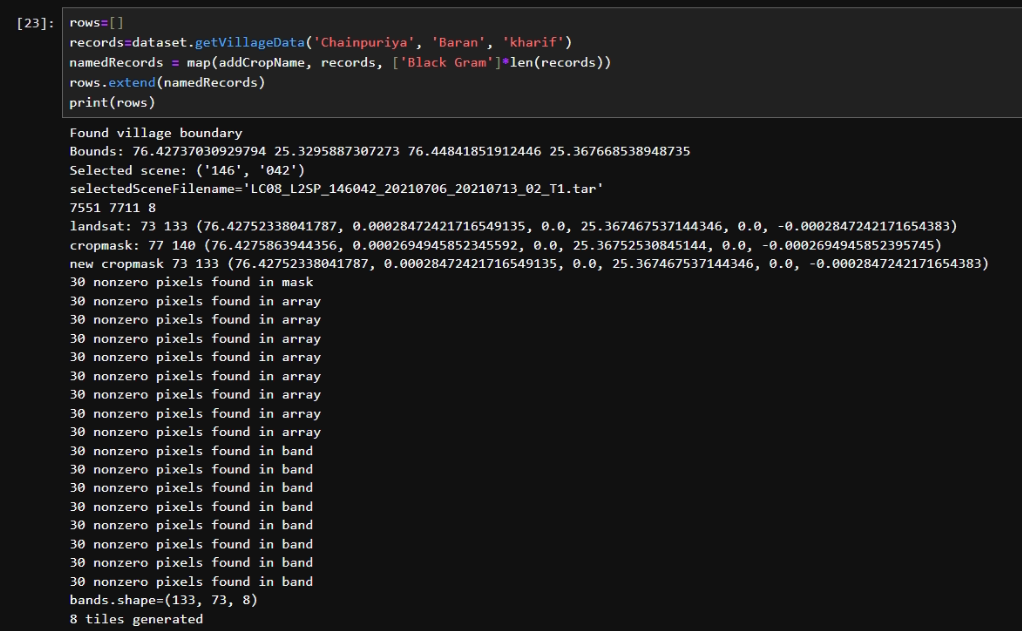 [23]: rows=[]
records=dataset.getVillageData('Chainpuriya', 'Baran', 'kharif')
namedRecords = map(addCropName, records, ['Black Gram']*len(records))
rows.extend(namedRecords)
print(rows)
Found village boundary
Bounds: 76.42737030929794 25.3295887307273 76.44841851912446 25.367668538948735
Selected scene: ('146', '042')
selectedSceneFilename='LC08_L2SP_146042_20210706_20210713_02_T1.tar'
7551 7711 8
landsat: 73 133 (76.42752338041787, 0.00028472421716549135, 0.0, 25.367467537144346, 0.0, -0.0002847242171654383)
cropmask: 77 140 (76.4275863944356, 0.0002694945852345592, 0.0, 25.36752530845144, 0.0, -0.0002694945852395745)
new cropmask 73 133 (76.42752338041787, 0.00028472421716549135, 0.0, 25.367467537144346, 0.0, -0.0002847242171654383)
30 nonzero pixels found in mask
30 nonzero pixels found in array
30 nonzero pixels found in array
30 nonzero pixels found in array
30 nonzero pixels found in array
30 nonzero pixels found in array
30 nonzero pixels found in array
30 nonzero pixels found in array
30 nonzero pixels found in array
30 nonzero pixels found in band
30 nonzero pixels found in band
30 nonzero pixels found in band
30 nonzero pixels found in band
30 nonzero pixels found in band
30 nonzero pixels found in band
30 nonzero pixels found in band
30 nonzero pixels found in band
bands.shape=(133, 73, 8)
8 tiles generated